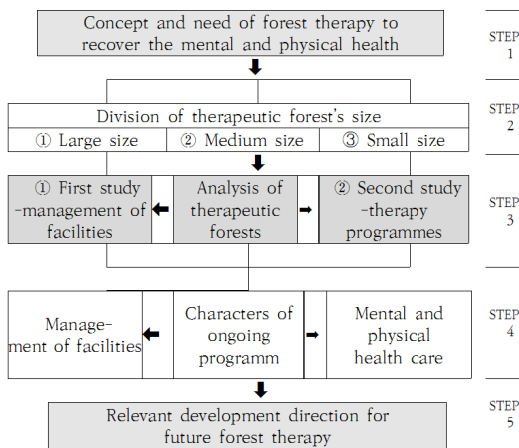 Concept and need of forest therapy to
recover the mental and physical health
STEP
1
Division of therapeutic forest's size
① Large size
② Medium size
③ Small size
STEP
2
① First study
-management of
facilities
Analysis of
therapeutic
forests
② Second study
-therapy
programmes
STEP
3
Manage-
ment of facilities
Characters of
ongoing
programm
Mental and
physical
health care
STEP
4
Relevant development direction for
future forest therapy
STEP
5